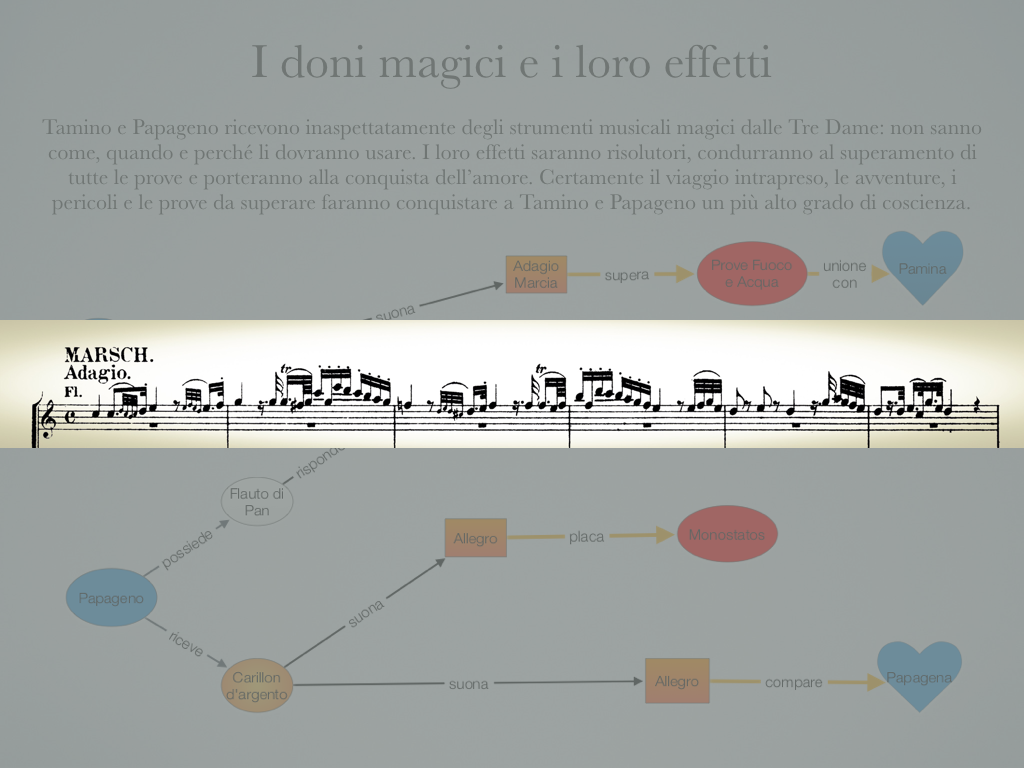 I doni magici e i loro effetti
Tamino e Papageno ricevono inaspettatamente degli strumenti musicali magici dalle Tre Dame: non sanno
come, quando e perché li dovranno usare. I loro effetti saranno risolutori, condurranno al superamento di
tutte le prove e porteranno alla conquista dell'amore. Certamente il viaggio intrapreso, le avventure, i
pericoli e le prove da superare faranno conquistare a Tamino e Papageno un più alto grado di coscienza.
Adagio
Marcia
supera
Prove Fuoco
e Acqua
unione
con
Pamina
suona
MARSCH.
Adagio.
Fl.
tr
tr
Flauto di
Pan
possiede
Allegro
placa
Monostatos
Papageno
suona
riceve
Carillon
d'argento
suona
Allegro
compare
Papagena